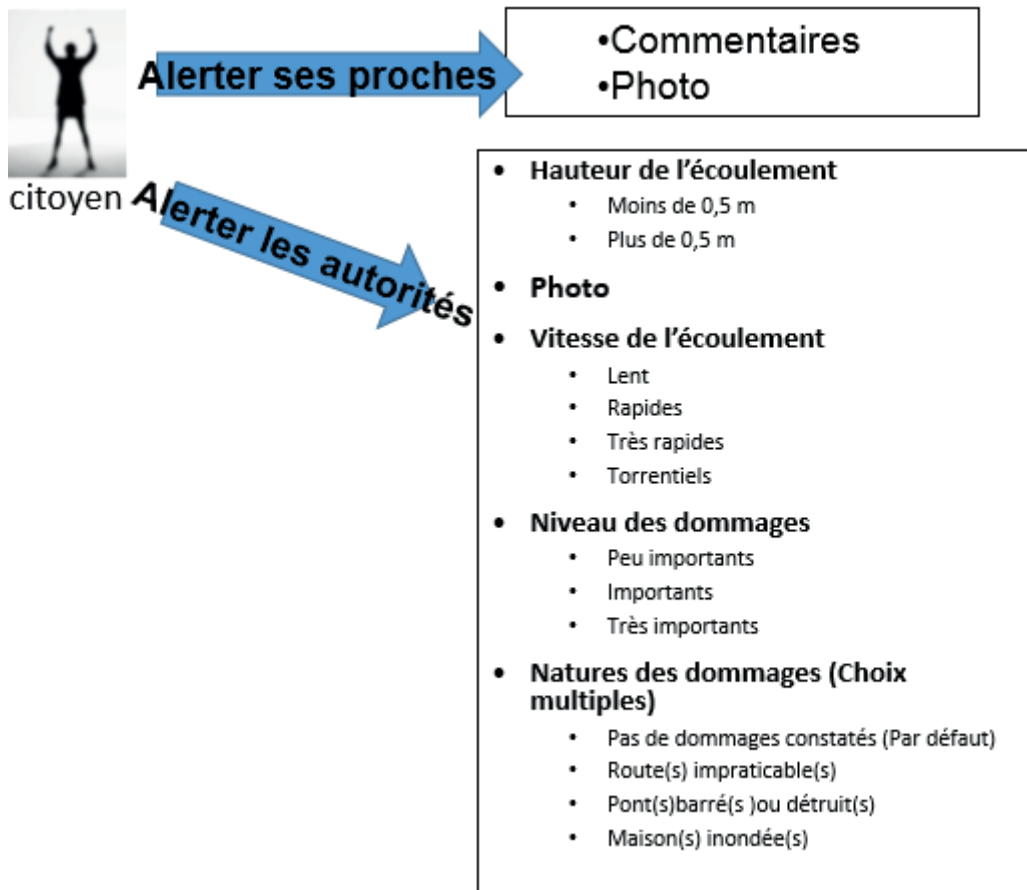 Alerter ses proches
•Commentaires
•Photo
citoyen
Alerter les autorités
• Hauteur de l'écoulement
• Moins de 0,5 m
• Plus de 0,5 m
• Photo
• Vitesse de l'écoulement
• Lent
• Rapides
• Très rapides
• Torrentiels
• Niveau des dommages
• Peu importants
• Importants
• Très importants
• Natures des dommages (Choix
multiples)
• Pas de dommages constatés (Par défaut)
• Route(s) impraticable(s)
• Pont(s)barré(s )ou détruit(s)
• Maison(s) inondée(s)